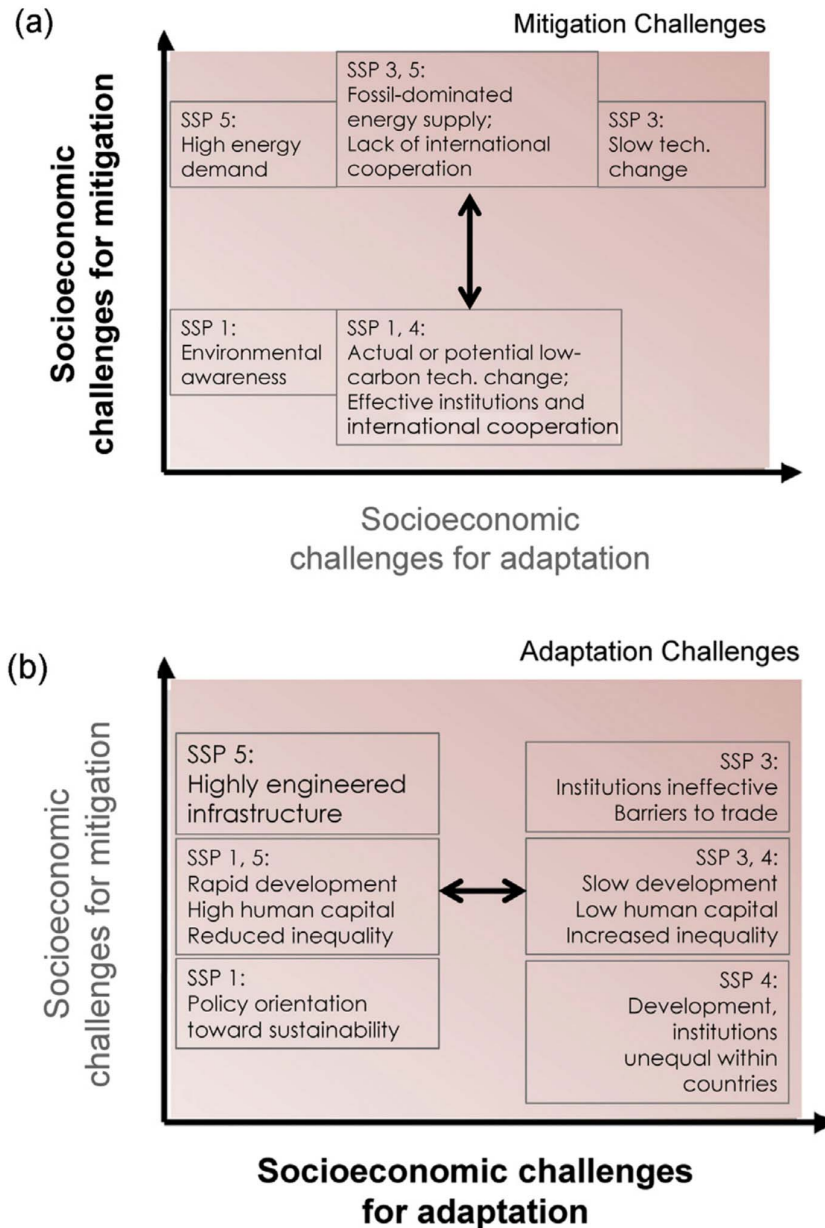 (a)
Mitigation Challenges
Socioeconomic
challenges for mitigation
SSP 5:
High energy
demand
SSP 3, 5:
Fossil-dominated
energy supply;
Lack of international
cooperation
SSP 3:
Slow tech.
change
SSP 1:
Environmental
awareness
SSP 1, 4:
Actual or potential low-
carbon tech. change;
Effective institutions and
international cooperation
Socioeconomic
challenges for adaptation
(b)
Adaptation Challenges
Socioeconomic
challenges for mitigation
SSP 5:
Highly engineered
infrastructure
SSP 1, 5:
Rapid development
High human capital
Reduced inequality
SSP 1:
Policy orientation
toward sustainability
SSP 3:
Institutions ineffective
Barriers to trade
SSP 3, 4:
Slow development
Low human capital
Increased inequality
SSP 4:
Development,
institutions
unequal within
countries
Socioeconomic challenges
for adaptation